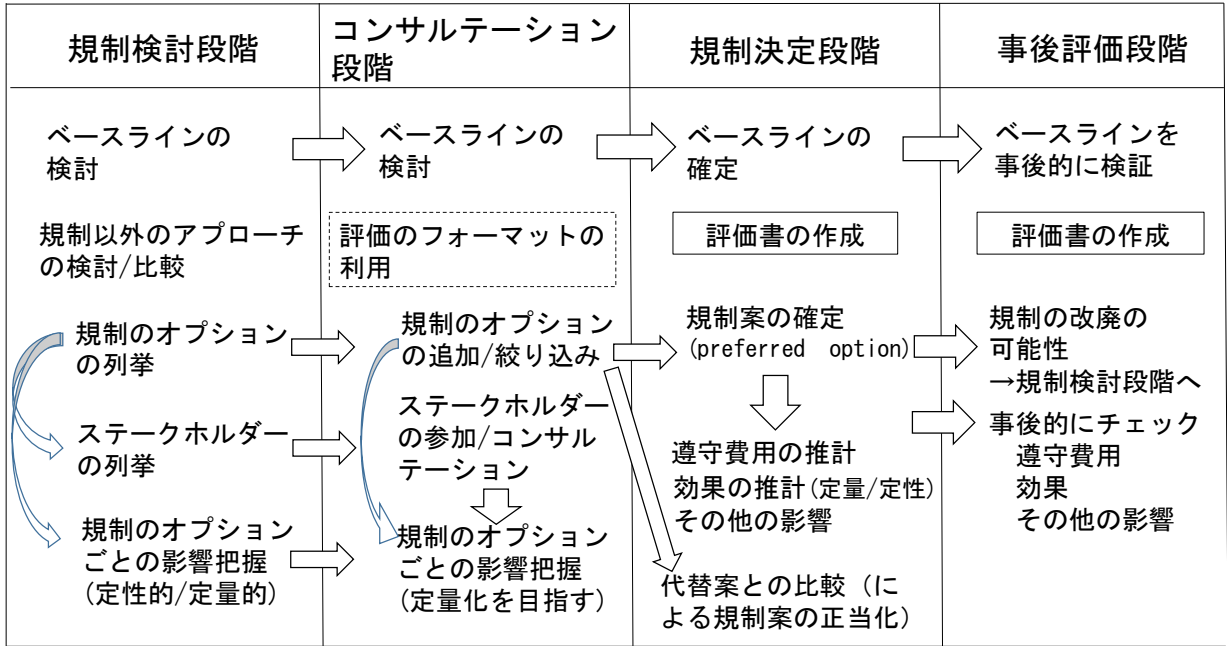 規制検討段階
コンサルテーション
段階
規制決定段階
事後評価段階
ベースラインの
検討
ベースラインの
検討
ベースラインの
確定
ベースラインを
事後的に検証
規制以外のアプローチ
の検討/比較
評価のフォーマットの
利用
評価書の作成
評価書の作成
規制のオプション
の列挙
規制のオプション
の追加/絞り込み
規制案の確定
(preferred option)
規制の改廃の
可能性
→規制検討段階へ
ステークホルダー
の列挙
ステークホルダー
の参加/コンサル
テーション
遵守費用の推計
効果の推計(定量/定性)
その他の影響
事後的にチェック
遵守費用
効果
その他の影響
規制のオプション
ごとの影響把握
(定性的/定量的)
規制のオプション
ごとの影響把握
(定量化を目指す)
代替案との比較（に
よる規制案の正当化）